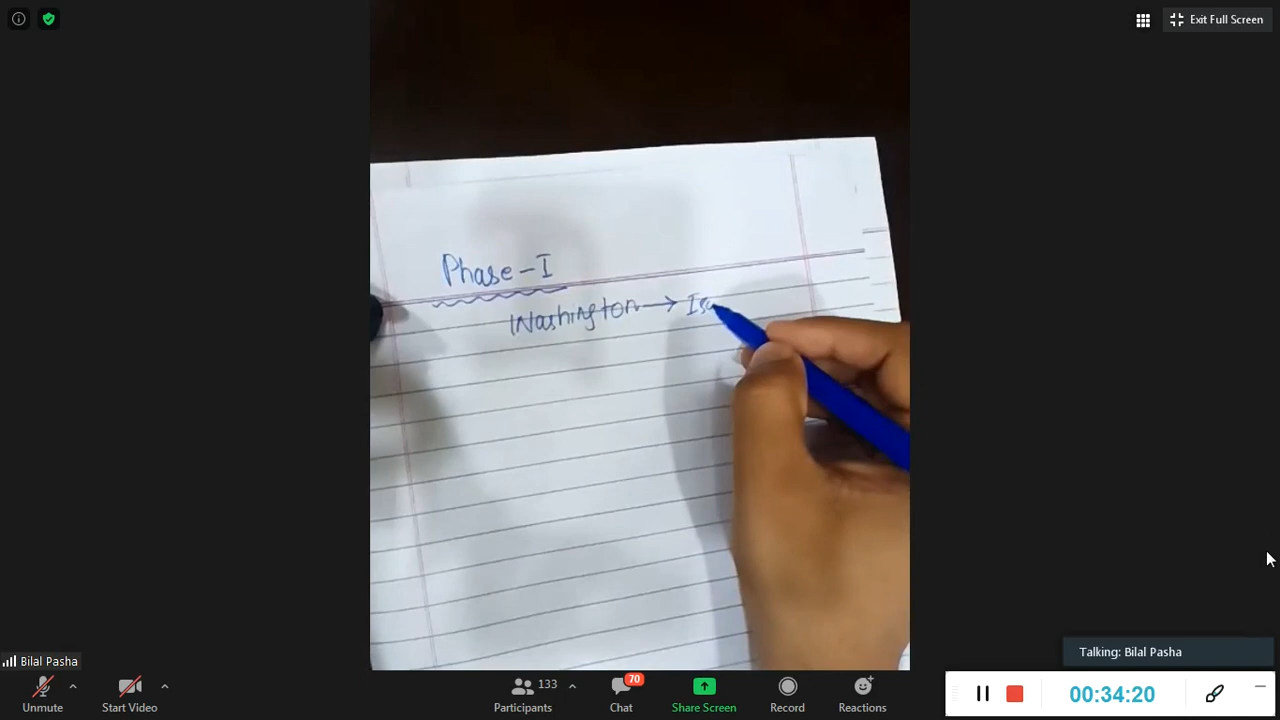 Exit Full Screen
Phase-I
Washington → Is
Bilal Pasha
Talking: Bilal Pasha
Unmute
Start Video
133
Participants
70
Chat
Share Screen
Record
Reactions
00:34:20